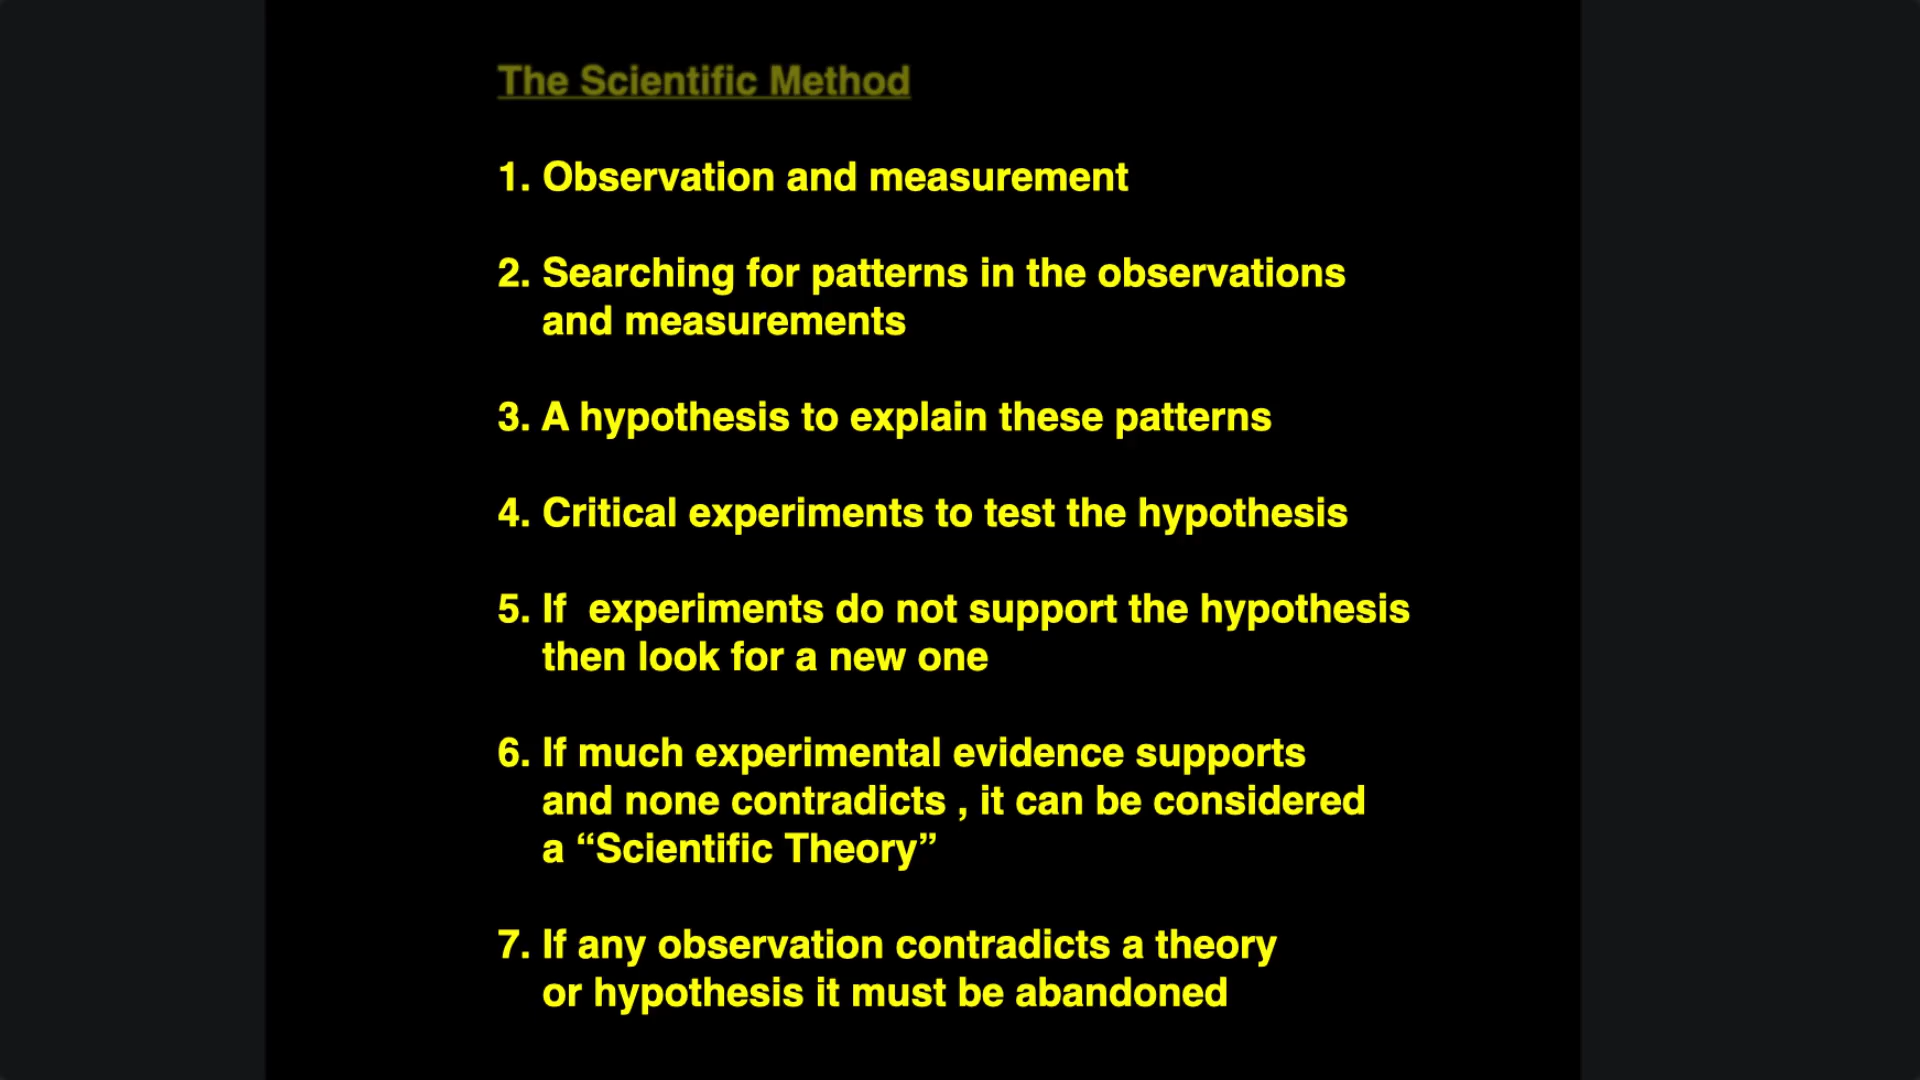 The Scientific Method
1. Observation and measurement
2. Searching for patterns in the observations
and measurements
3. A hypothesis to explain these patterns
4. Critical experiments to test the hypothesis
5. If  experiments do not support the hypothesis
then look for a new one
6. If much experimental evidence supports
and none contradicts , it can be considered
a “Scientific Theory”
7. If any observation contradicts a theory
or hypothesis it must be abandoned